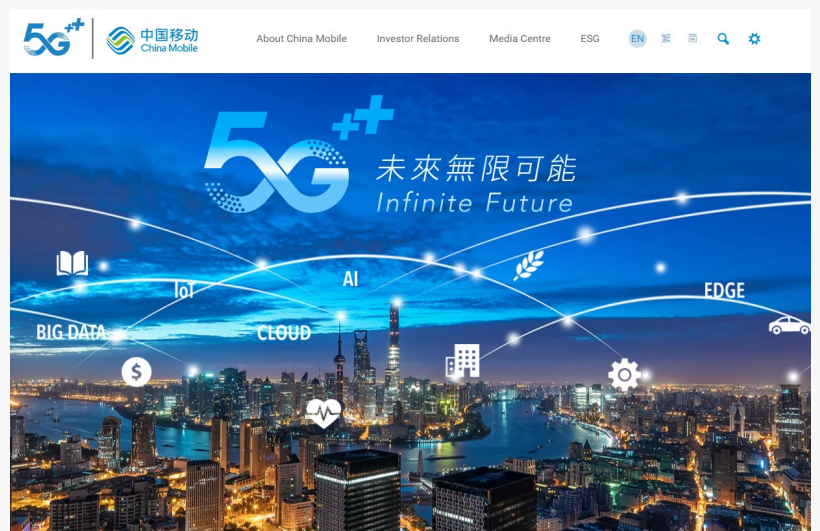 5G++
中国移动
China Mobile
About China Mobile
Investor Relations
Media Centre
ESG
EN
繁
简
5G++
未來無限可能
Infinite Future
AI
IoT
EDGE
BIG DATA
CLOUD
$